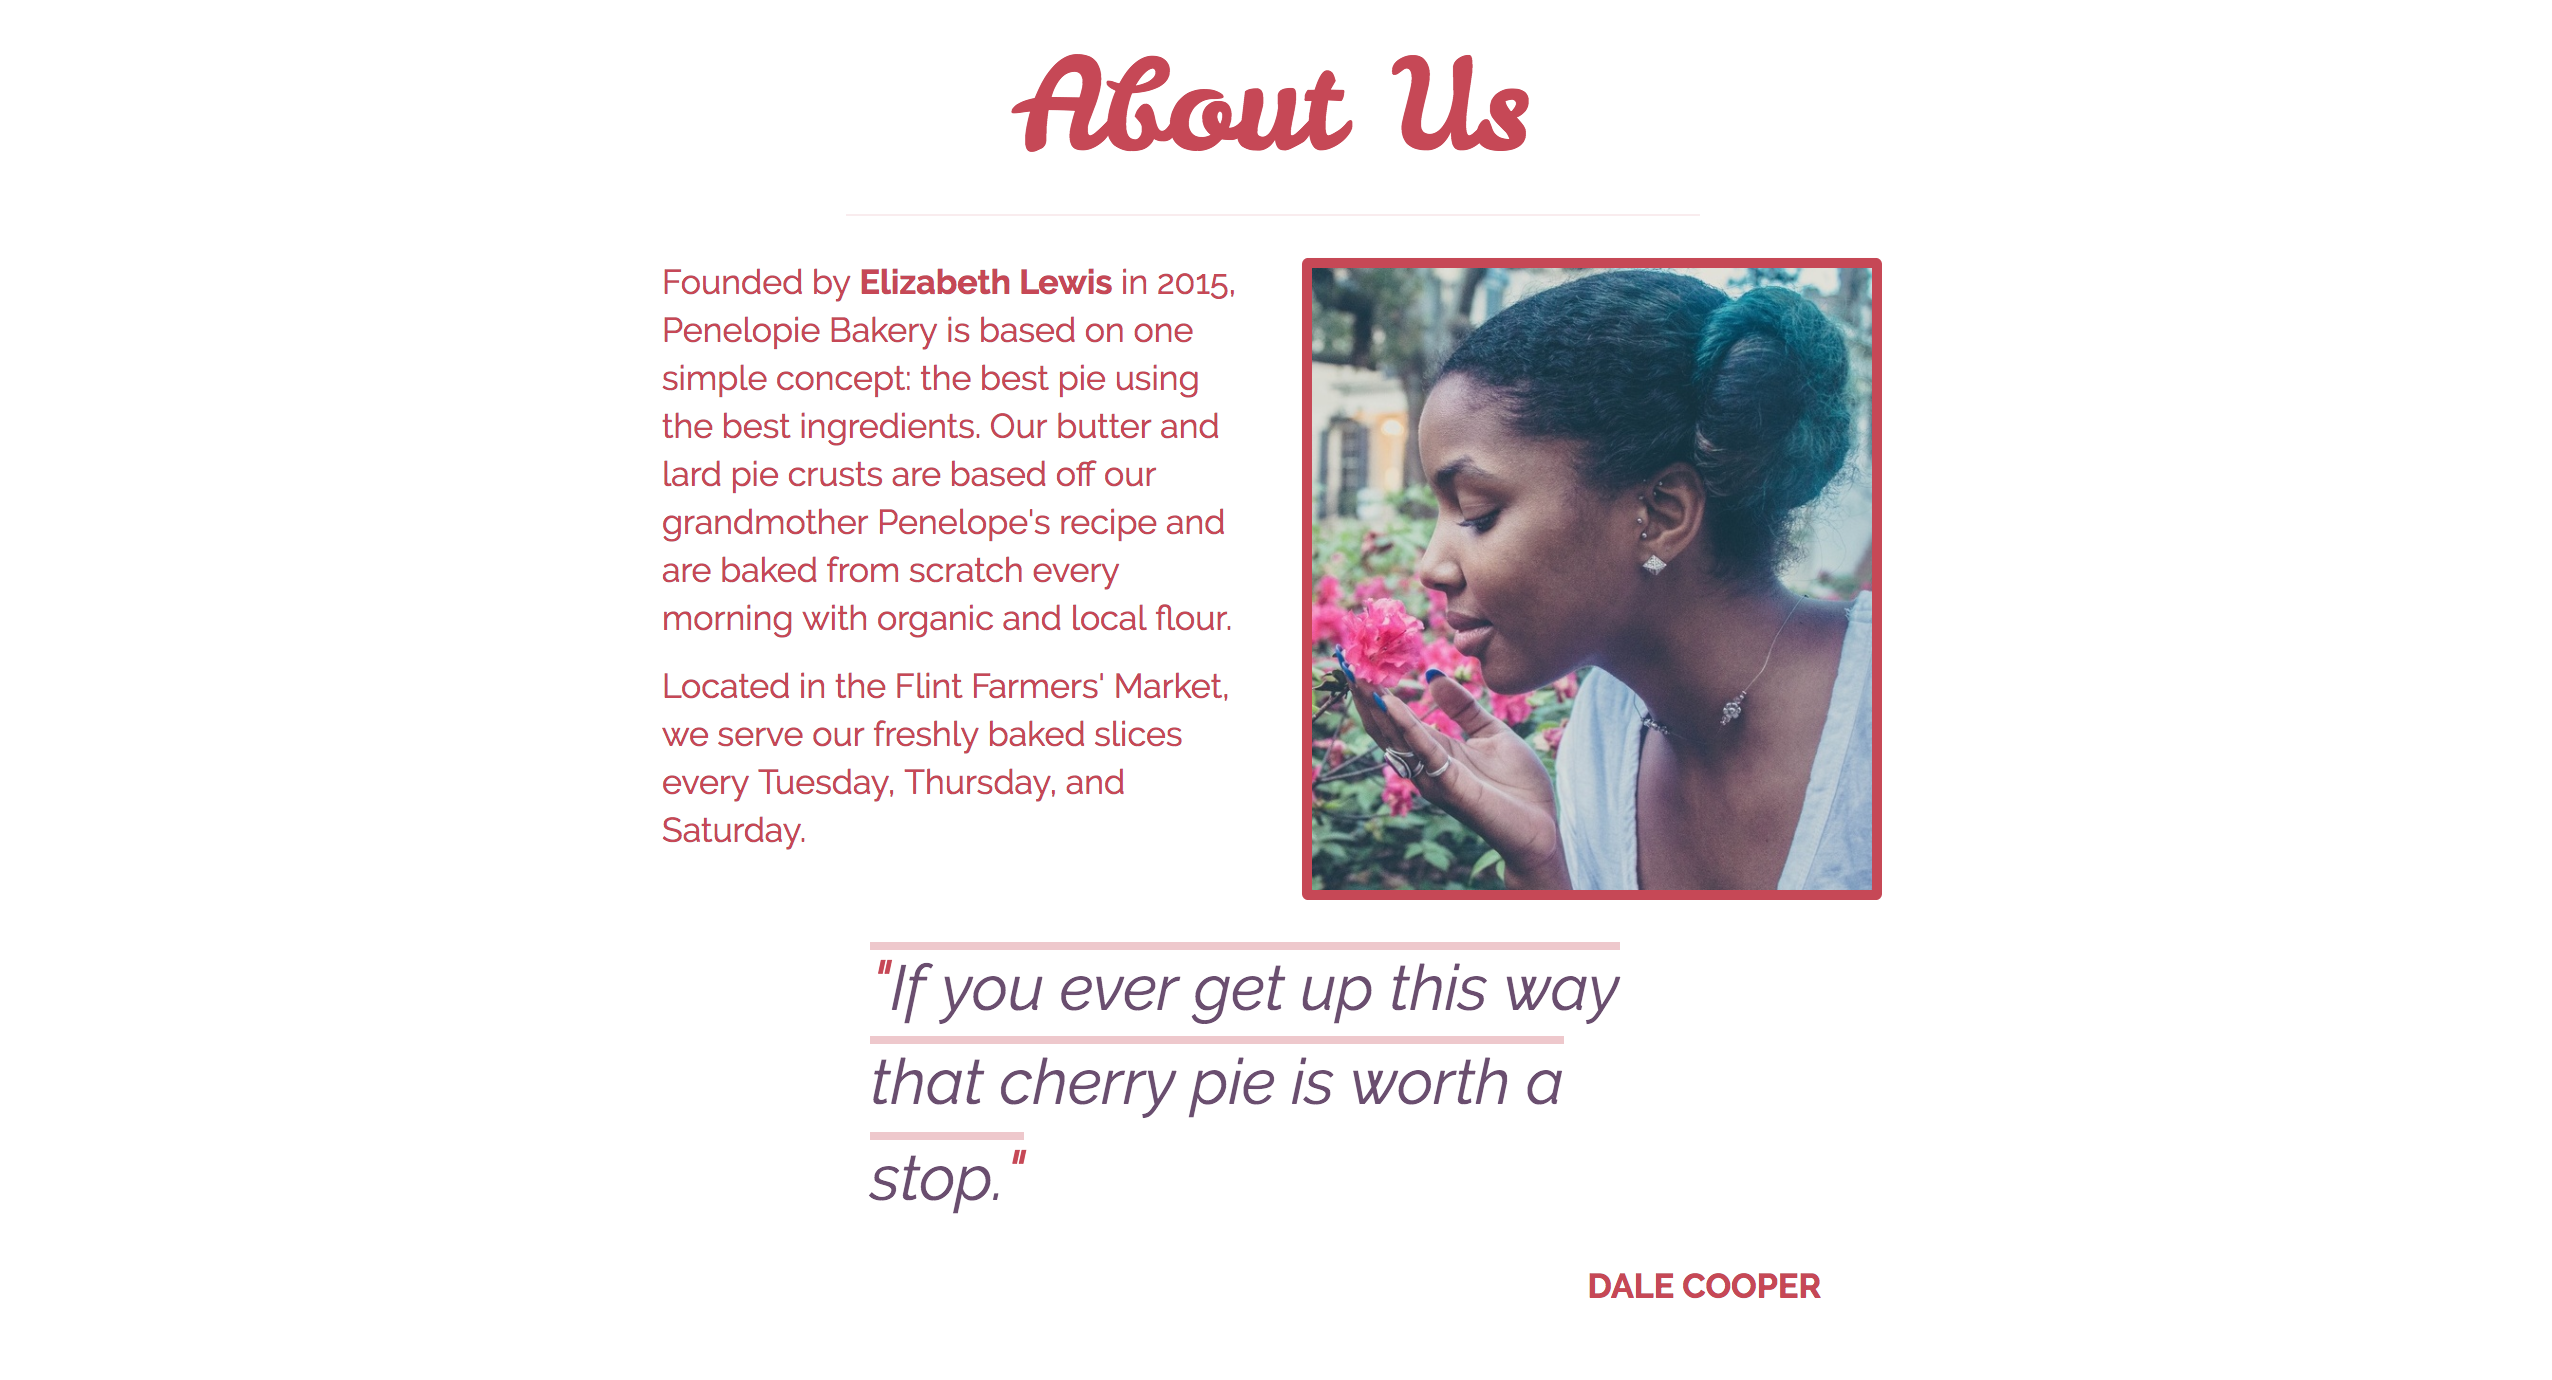 About Us
Founded by Elizabeth Lewis in 2015,
Penelopie Bakery is based on one
simple concept: the best pie using
the best ingredients. Our butter and
lard pie crusts are based off our
grandmother Penelope's recipe and
are baked from scratch every
morning with organic and local flour.
Located in the Flint Farmers' Market,
we serve our freshly baked slices
every Tuesday, Thursday, and
Saturday.
"If you ever get up this way
that cherry pie is worth a
stop."
DALE COOPER